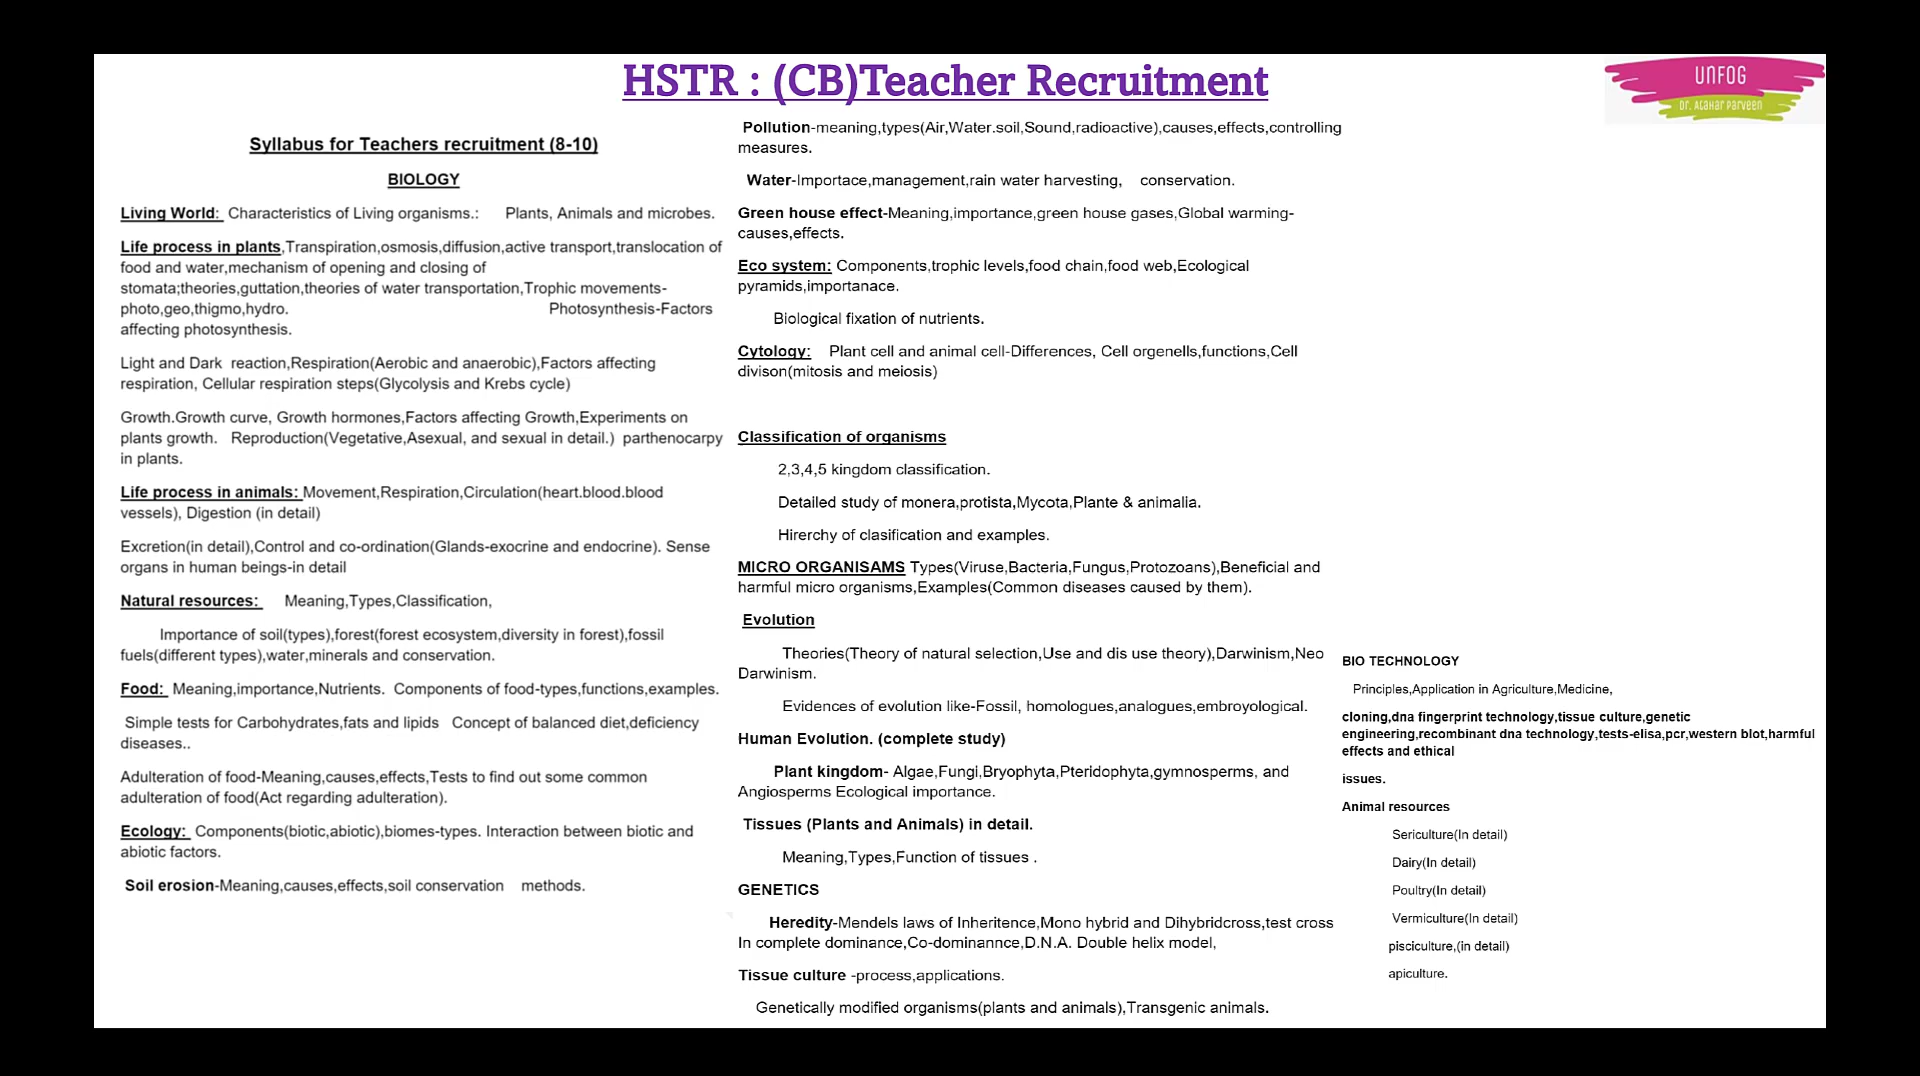 HSTR : (CB)Teacher Recruitment
UNFOG
Dr. Atahar Parveen
Syllabus for Teachers recruitment (8-10)
BIOLOGY
Living World: Characteristics of Living organisms.: Plants, Animals and microbes.
Life process in plants,Transpiration,osmosis,diffusion,active transport,translocation of
food and water,mechanism of opening and closing of
stomata;theories,guttation,theories of water transportation,Trophic movements-
photo,geo,thigmo,hydro. Photosynthesis-Factors
affecting photosynthesis.
Light and Dark reaction,Respiration(Aerobic and anaerobic),Factors affecting
respiration, Cellular respiration steps(Glycolysis and Krebs cycle)
Growth.Growth curve, Growth hormones,Factors affecting Growth,Experiments on
plants growth. Reproduction(Vegetative,Asexual, and sexual in detail.) parthenocarpy
in plants.
Life process in animals: Movement,Respiration,Circulation(heart.blood.blood
vessels), Digestion (in detail)
Excretion(in detail),Control and co-ordination(Glands-exocrine and endocrine). Sense
organs in human beings-in detail
Natural resources: Meaning,Types,Classification,
Importance of soil(types),forest(forest ecosystem,diversity in forest),fossil
fuels(different types),water,minerals and conservation.
Food: Meaning,importance,Nutrients. Components of food-types,functions,examples.
Simple tests for Carbohydrates,fats and lipids Concept of balanced diet,deficiency
diseases..
Adulteration of food-Meaning,causes,effects,Tests to find out some common
adulteration of food(Act regarding adulteration).
Ecology: Components(biotic,abiotic),biomes-types. Interaction between biotic and
abiotic factors.
Soil erosion-Meaning,causes,effects,soil conservation methods.
Pollution-meaning,types(Air,Water.soil,Sound,radioactive),causes,effects,controlling
measures.
Water-Importace,management,rain water harvesting, conservation.
Green house effect-Meaning,importance,green house gases,Global warming-
causes,effects.
Eco system: Components,trophic levels,food chain,food web,Ecological
pyramids,importanace.
Biological fixation of nutrients.
Cytology: Plant cell and animal cell-Differences, Cell orgenells,functions,Cell
divison(mitosis and meiosis)
Classification of organisms
2,3,4,5 kingdom classification.
Detailed study of monera,protista,Mycota,Plante & animalia.
Hirerchy of clasification and examples.
MICRO ORGANISAMS Types(Viruse,Bacteria,Fungus,Protozoans),Beneficial and
harmful micro organisms,Examples(Common diseases caused by them).
Evolution
Theories(Theory of natural selection,Use and dis use theory),Darwinism,Neo
Darwinism.
Evidences of evolution like-Fossil, homologues,analogues,embroyological.
Human Evolution. (complete study)
Plant kingdom- Algae,Fungi,Bryophyta,Pteridophyta,gymnosperms, and
Angiosperms Ecological importance.
Tissues (Plants and Animals) in detail.
Meaning,Types,Function of tissues .
GENETICS
Heredity-Mendels laws of Inheritence,Mono hybrid and Dihybridcross,test cross
In complete dominance,Co-dominannce,D.N.A. Double helix model,
Tissue culture -process,applications.
Genetically modified organisms(plants and animals),Transgenic animals.
BIO TECHNOLOGY
Principles,Application in Agriculture,Medicine,
cloning,dna fingerprint technology,tissue culture,genetic
engineering,recombinant dna technology,tests-elisa,pcr,western blot,harmful
effects and ethical
issues.
Animal resources
Sericulture(In detail)
Dairy(In detail)
Poultry(In detail)
Vermiculture(In detail)
pisciculture,(in detail)
apiculture.